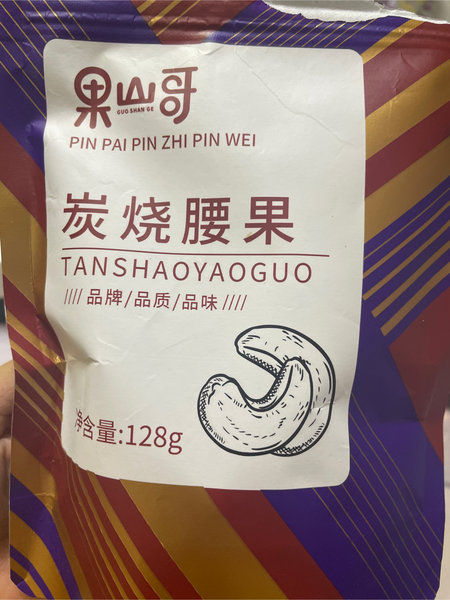 果山哥
GUO SHAN GE
PIN PAI PIN ZHI PIN WEI
炭烧腰果
TANSHAOYAOGUO
//// 品牌/品质/品味 ////
净含量:128g